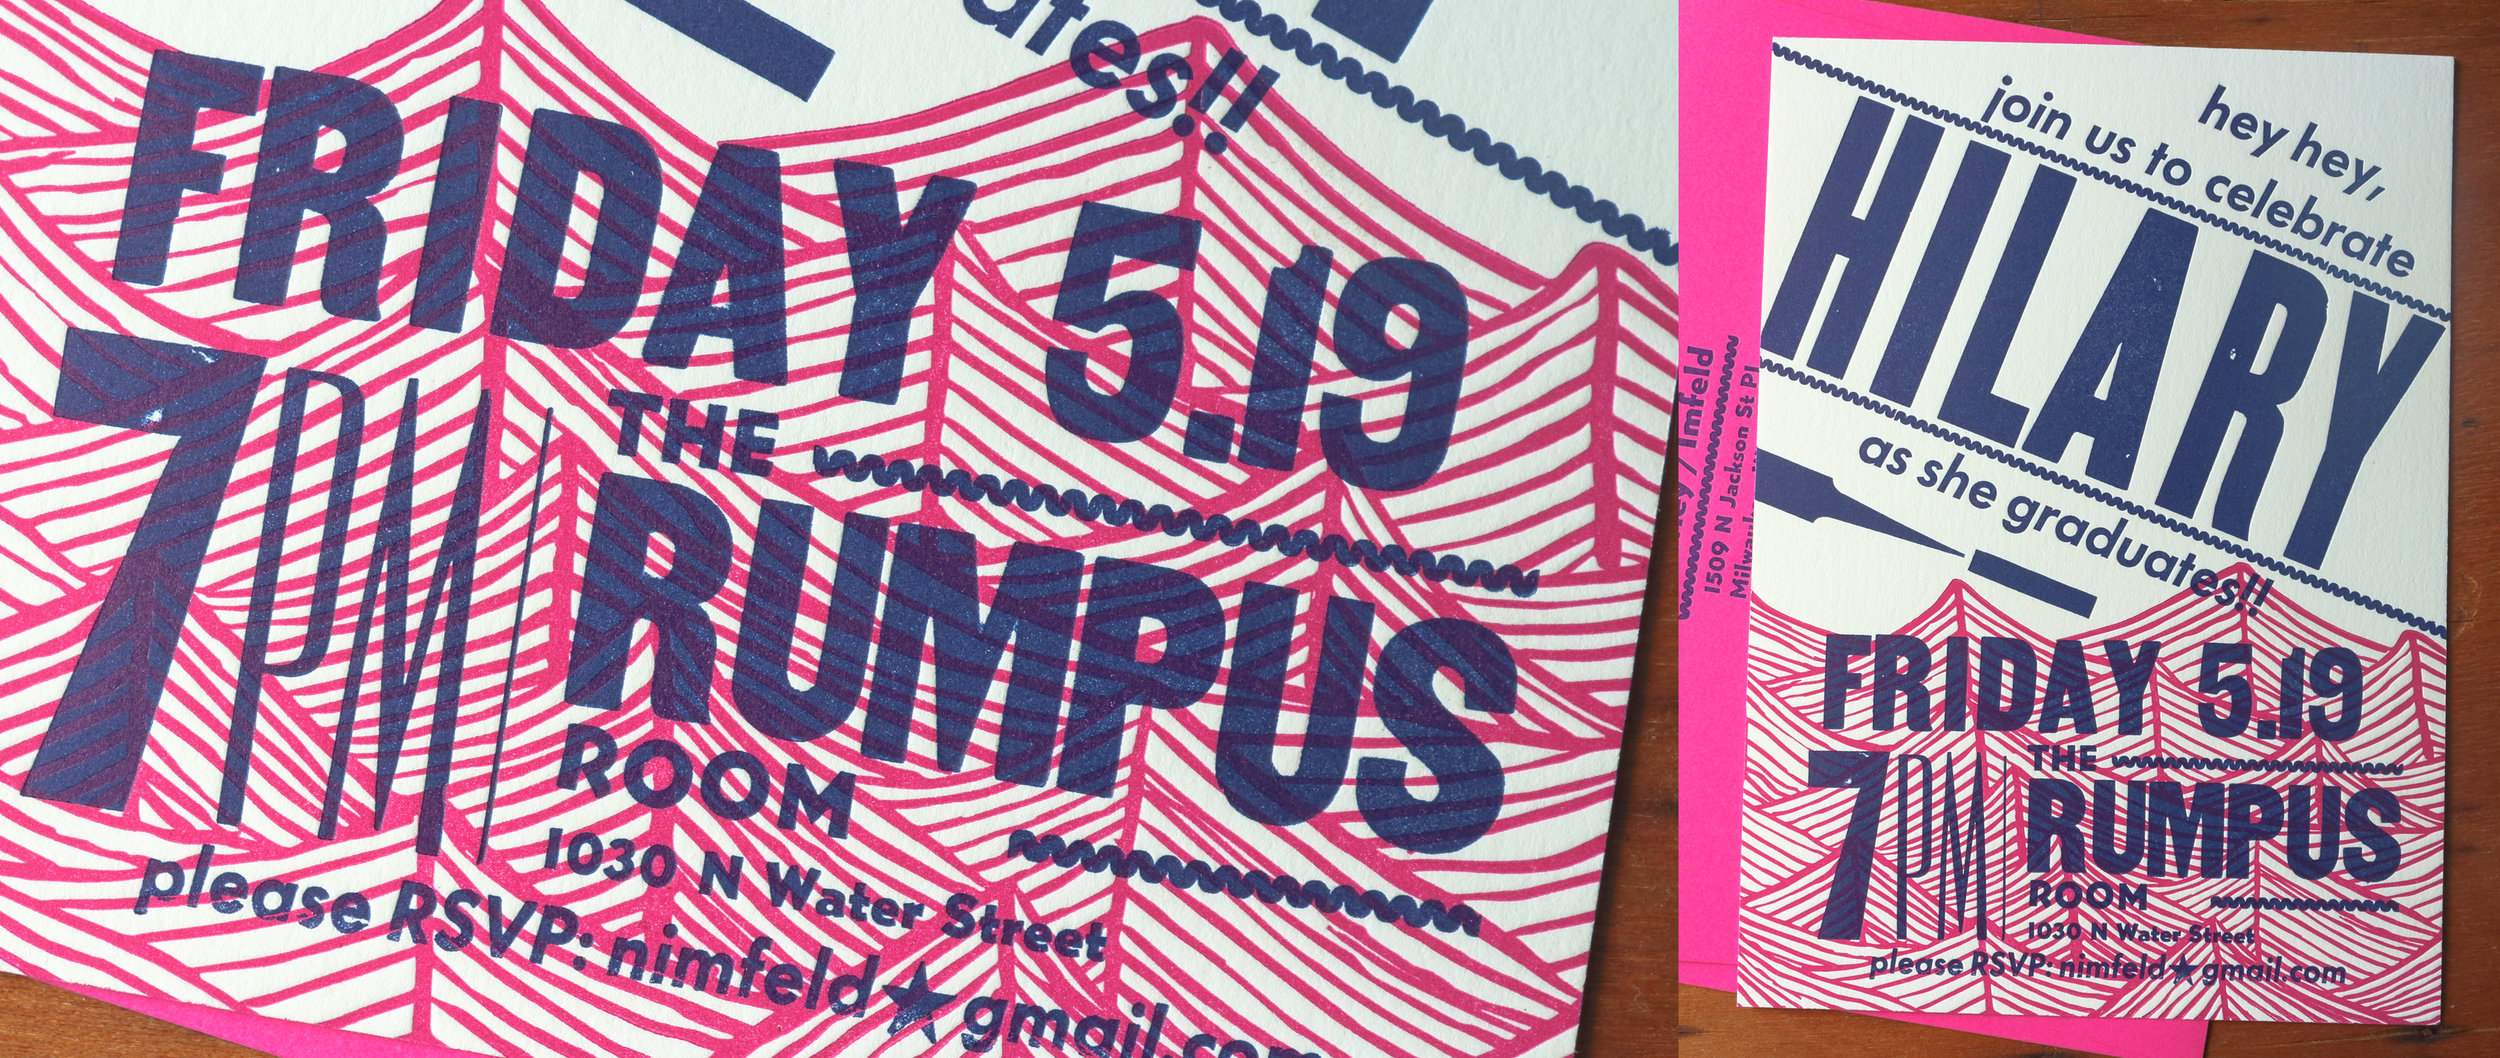 ates!!
FRIDAY 5.19
7PM
THE
RUMPUS
ROOM
1030 N Water Street
please RSVP: nimfeld★gmail.com
hey hey,
join us to celebrate
HILARY
as she graduates!!
FRIDAY 5.19
7PM
THE
RUMPUS
ROOM
1030 N Water Street
please RSVP: nimfeld★gmail.com
/ Imfeld
1509 N Jackson St Pl